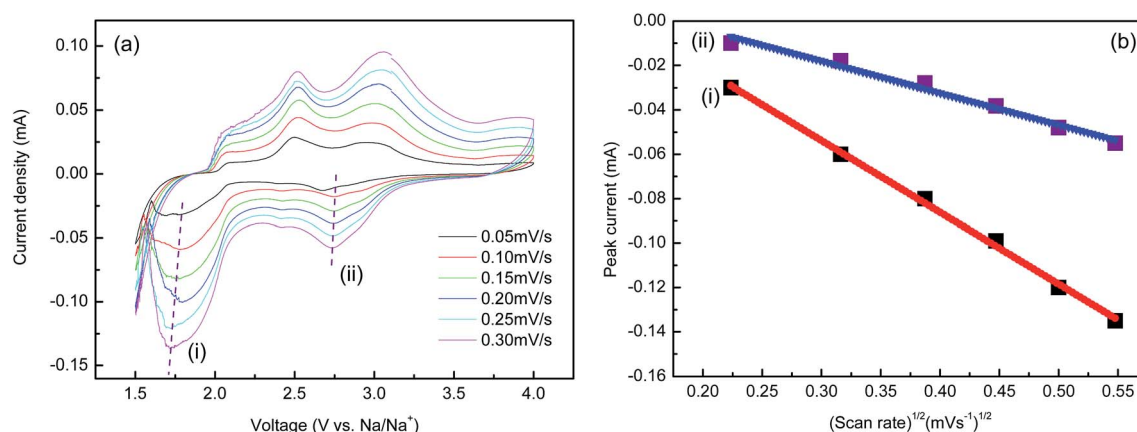 (a)
0.10
0.05
0.00
-0.05
-0.10
-0.15
Current density (mA)
1.5 2.0 2.5 3.0 3.5 4.0
Voltage (V vs. Na/Na⁺)
(i)
(ii)
0.05mV/s
0.10mV/s
0.15mV/s
0.20mV/s
0.25mV/s
0.30mV/s
(b)
0.00
-0.02
-0.04
-0.06
-0.08
-0.10
-0.12
-0.14
-0.16
Peak current (mA)
(ii)
(i)
0.20 0.25 0.30 0.35 0.40 0.45 0.50 0.55
(Scan rate)^1/2(mVs⁻¹)^1/2